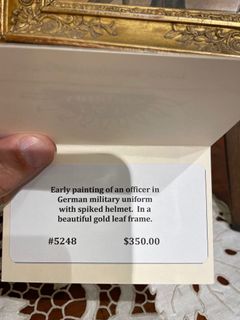 Early painting of an officer in
German military uniform
with spiked helmet. In a
beautiful gold leaf frame.
#5248 $350.00